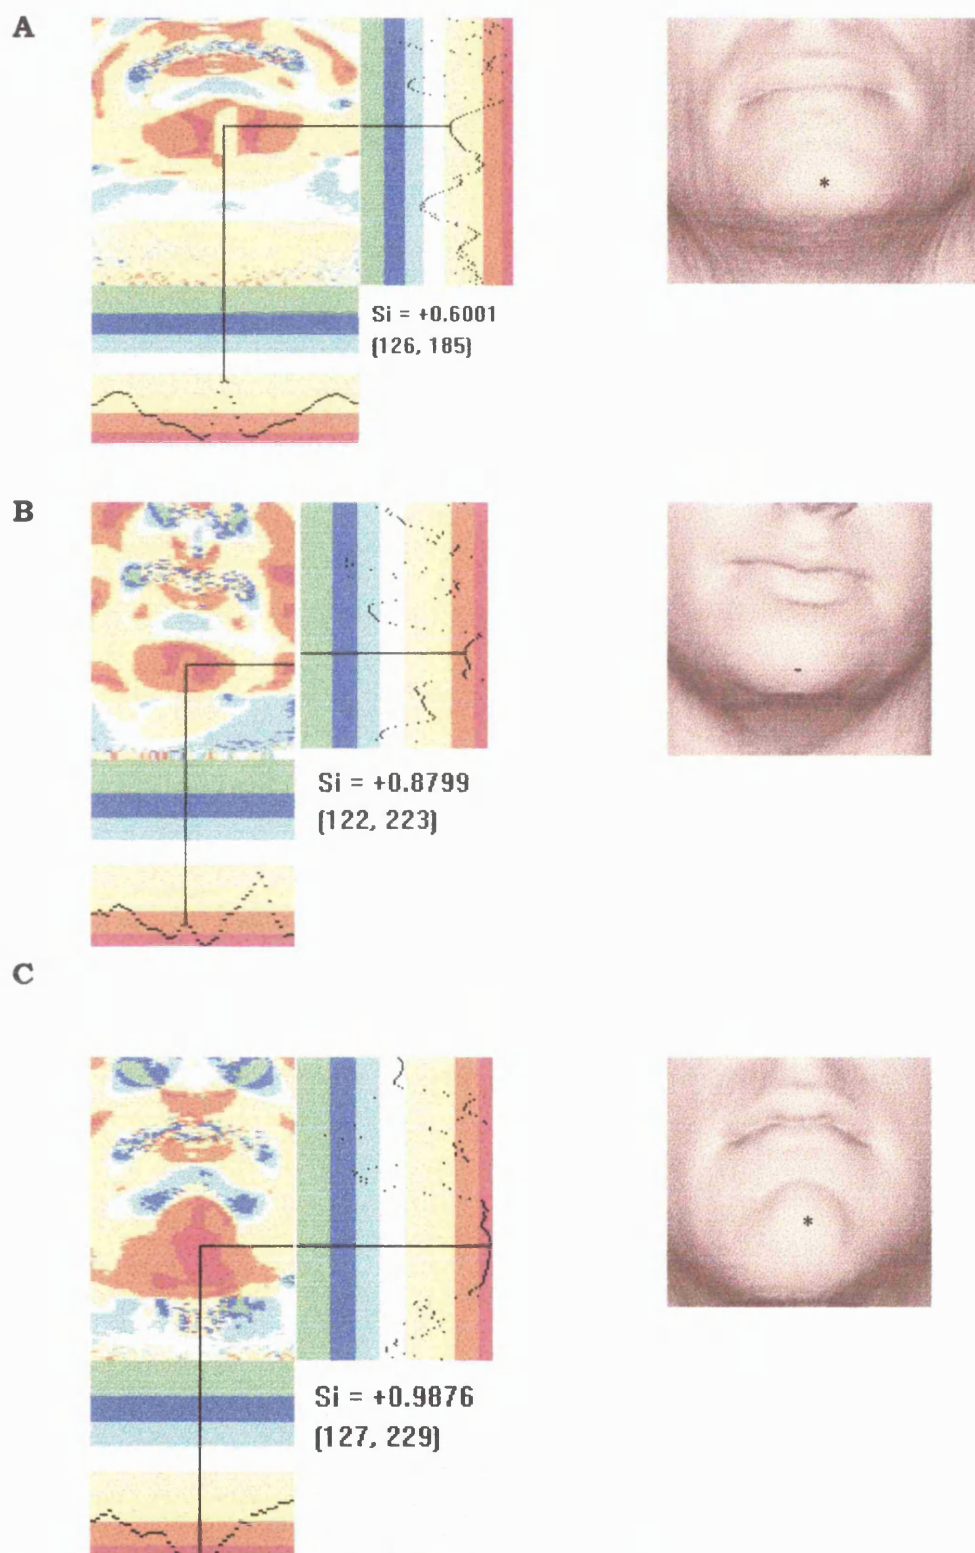 A
Si = +0.6001
(126, 185)
*
B
Si = +0.8799
(122, 223)
-
C
Si = +0.9876
(127, 229)
*